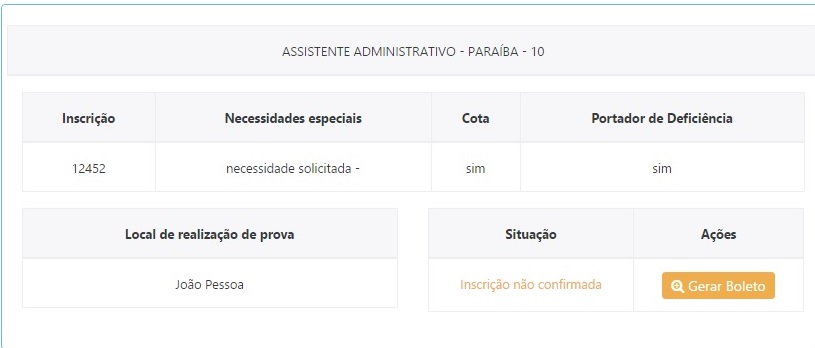 ASSISTENTE ADMINISTRATIVO - PARAÍBA - 10
Inscrição Necessidades especiais Cota Portador de Deficiência
12452 necessidade solicitada - sim sim
Local de realização de prova
João Pessoa
Situação Ações
Inscrição não confirmada Gerar Boleto